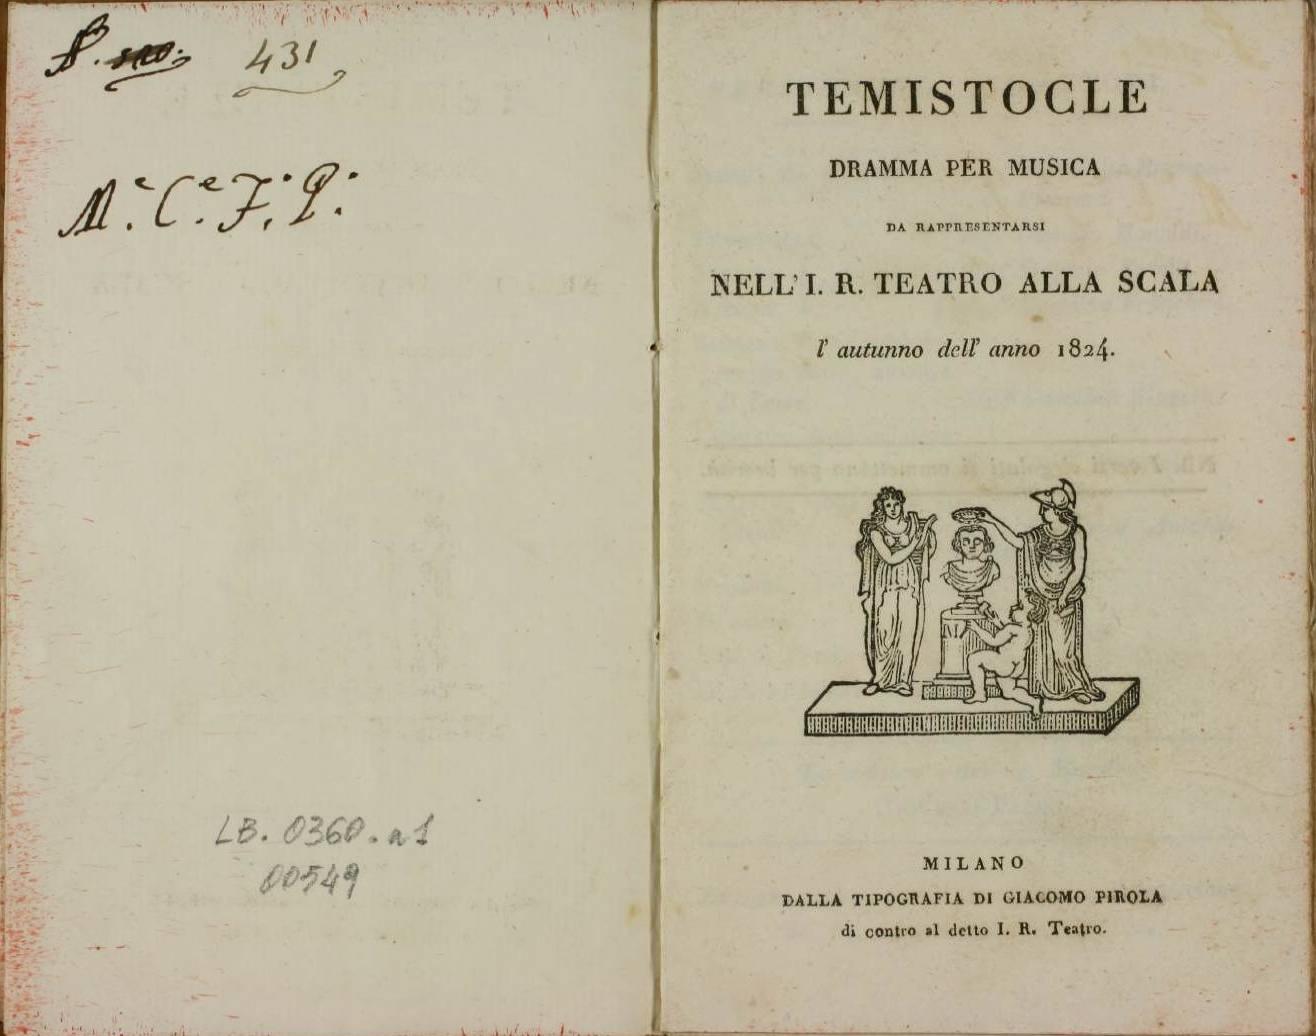 431
M.e C.e F. P.
LB. 0360. a 1
00549
TEMISTOCLE
DRAMMA PER MUSICA
DA RAPPRESENTARSI
NELL' I. R. TEATRO ALLA SCALA
l' autunno dell' anno 1824.
M
MILANO
DALLA TIPOGRAFIA DI GIACOMO PIROLA
di contro al detto I. R. Teatro.